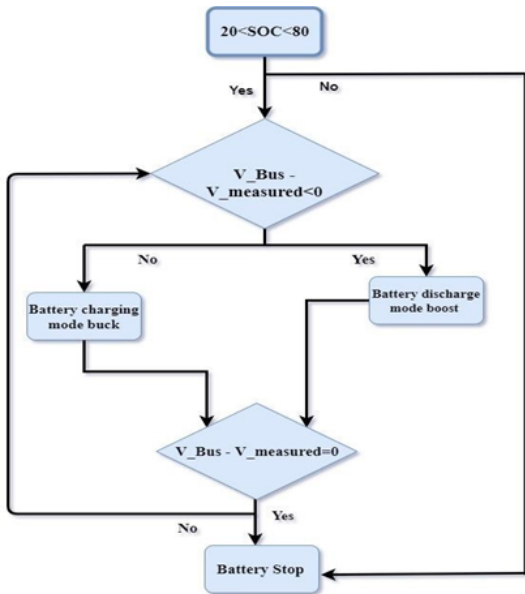 20<SOC<80
Yes
No
V_Bus -
V_measured<0
No
Yes
Battery charging
mode buck
Battery discharge
mode boost
V_Bus - V_measured=0
No
Yes
Battery Stop